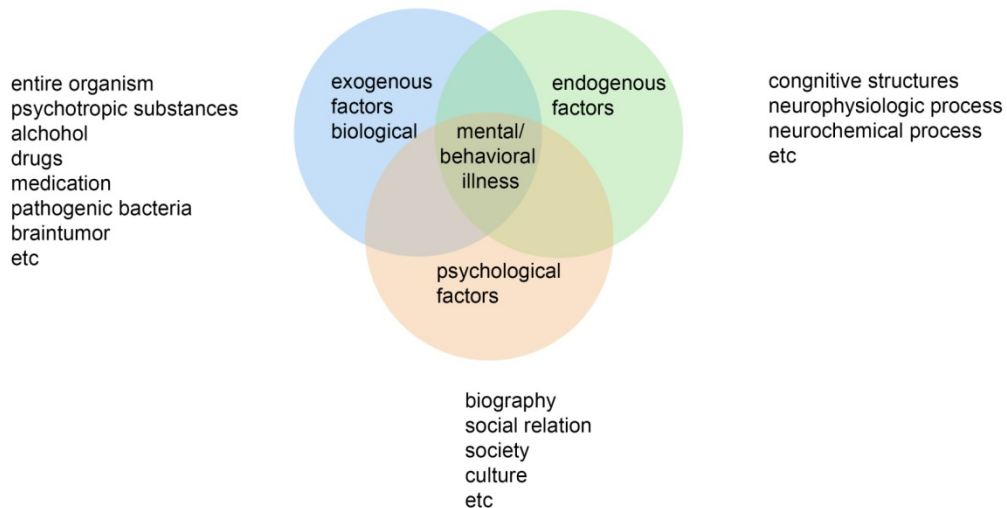 entire organism
psychotropic substances
alchohol
drugs
medication
pathogenic bacteria
braintumor
etc
exogenous
factors
biological
mental/
behavioral
illness
endogenous
factors
congnitive structures
neurophysiologic process
neurochemical process
etc
psychological
factors
biography
social relation
society
culture
etc